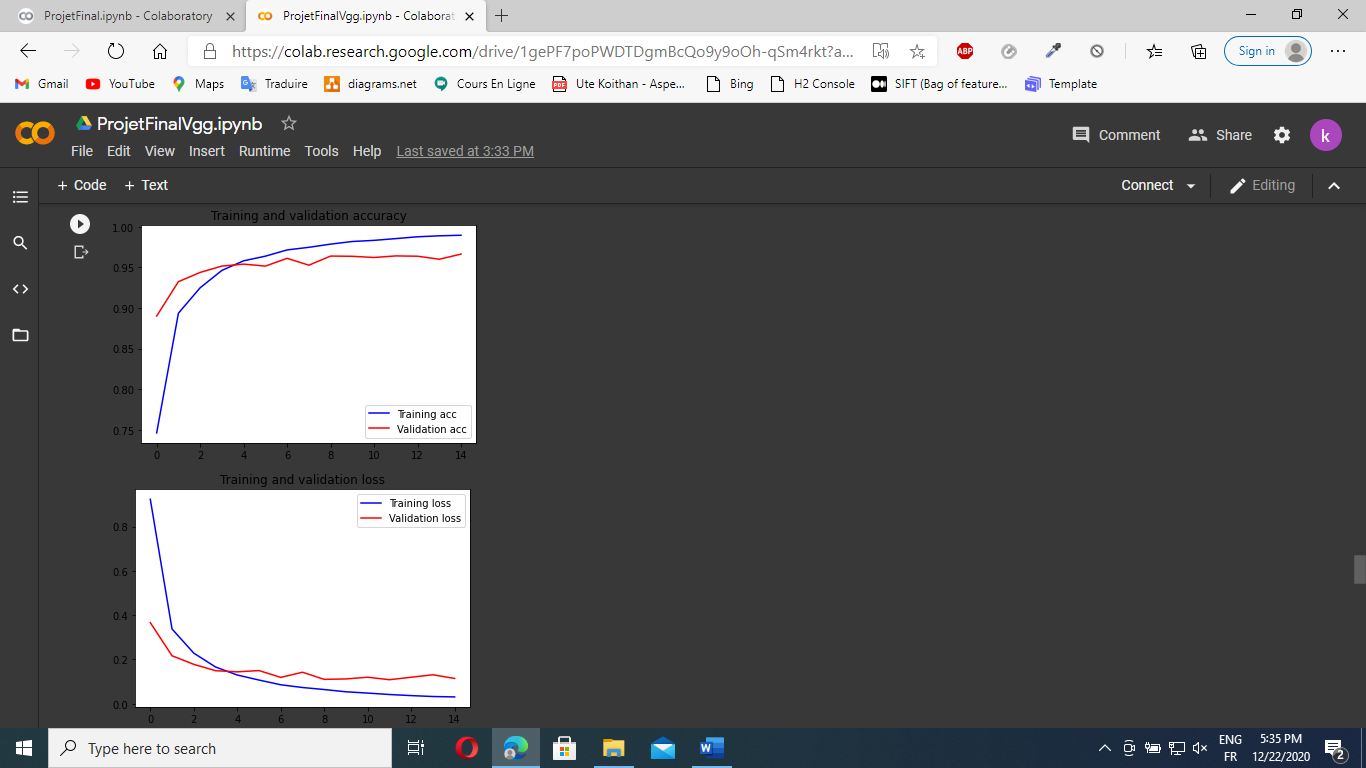 ProjetFinal.ipynb - Colaboratory
ProjetFinalVgg.ipynb - Colaborat
https://colab.research.google.com/drive/1gePF7poPWDTDgmBcQo9y9oOh-qSm4rkt?a...
ABP
Sign in
Gmail YouTube Maps Traduire diagrams.net Cours En Ligne Ute Koithan - Aspe... Bing H2 Console SIFT (Bag of feature... Template
PDF
ProjetFinalVgg.ipynb
Comment Share k
File Edit View Insert Runtime Tools Help Last saved at 3:33 PM
+ Code + Text Connect Editing
Training and validation accuracy
1.00
0.95
0.90
0.85
0.80
0.75
Training acc
Validation acc
0 2 4 6 8 10 12 14
Training and validation loss
Training loss
Validation loss
0.8
0.6
0.4
0.2
0.0
0 2 4 6 8 10 12 14
Type here to search
ENG
FR
5:35 PM
12/22/2020
2